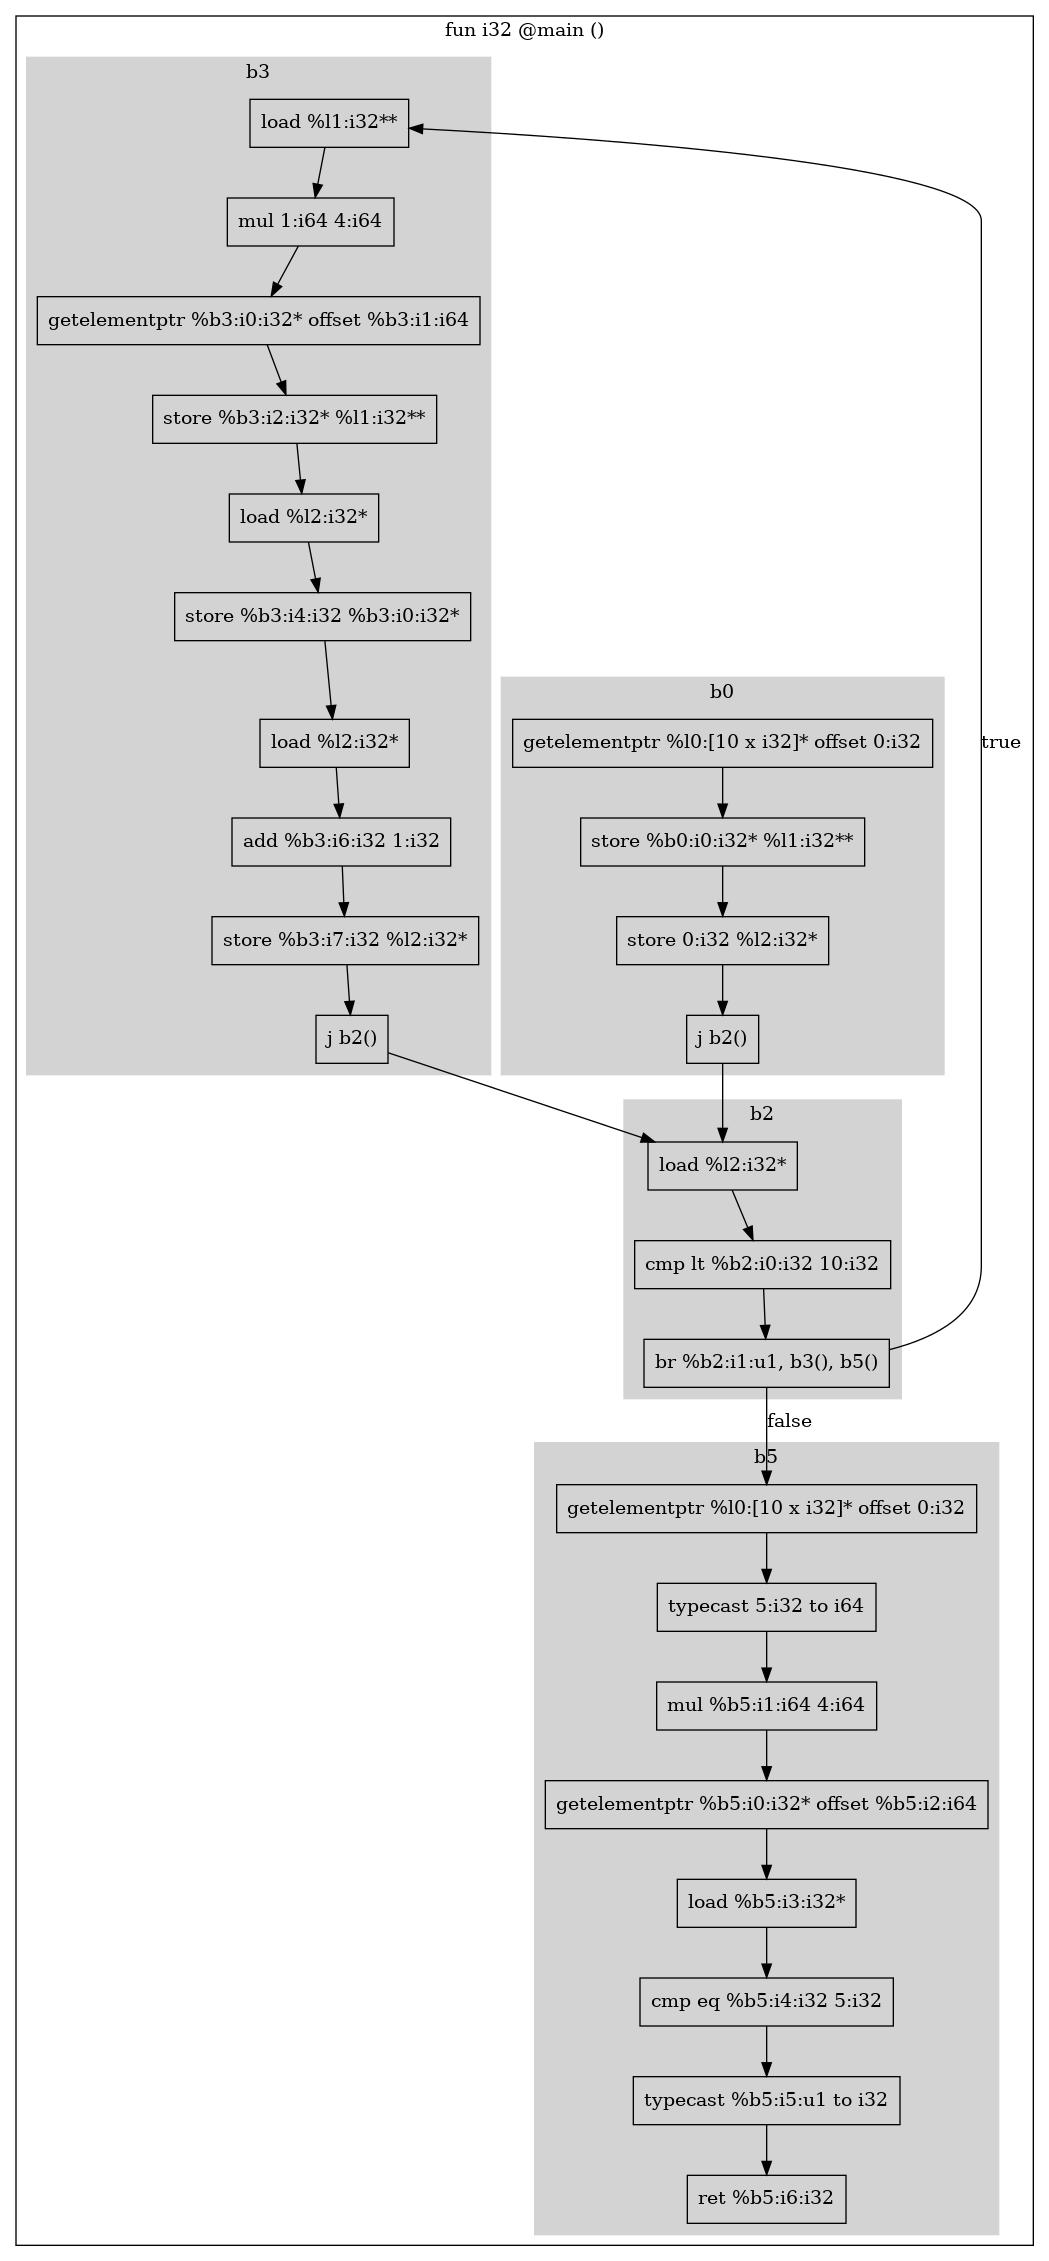 fun i32 @main ()
b3
load %l1:i32**
mul 1:i64 4:i64
getelementptr %b3:i0:i32* offset %b3:i1:i64
store %b3:i2:i32* %l1:i32**
load %l2:i32*
store %b3:i4:i32 %b3:i0:i32*
load %l2:i32*
add %b3:i6:i32 1:i32
store %b3:i7:i32 %l2:i32*
j b2()
b0
getelementptr %l0:[10 x i32]* offset 0:i32
store %b0:i0:i32* %l1:i32**
store 0:i32 %l2:i32*
j b2()
true
b2
load %l2:i32*
cmp lt %b2:i0:i32 10:i32
br %b2:i1:u1, b3(), b5()
false
b5
getelementptr %l0:[10 x i32]* offset 0:i32
typecast 5:i32 to i64
mul %b5:i1:i64 4:i64
getelementptr %b5:i0:i32* offset %b5:i2:i64
load %b5:i3:i32*
cmp eq %b5:i4:i32 5:i32
typecast %b5:i5:u1 to i32
ret %b5:i6:i32